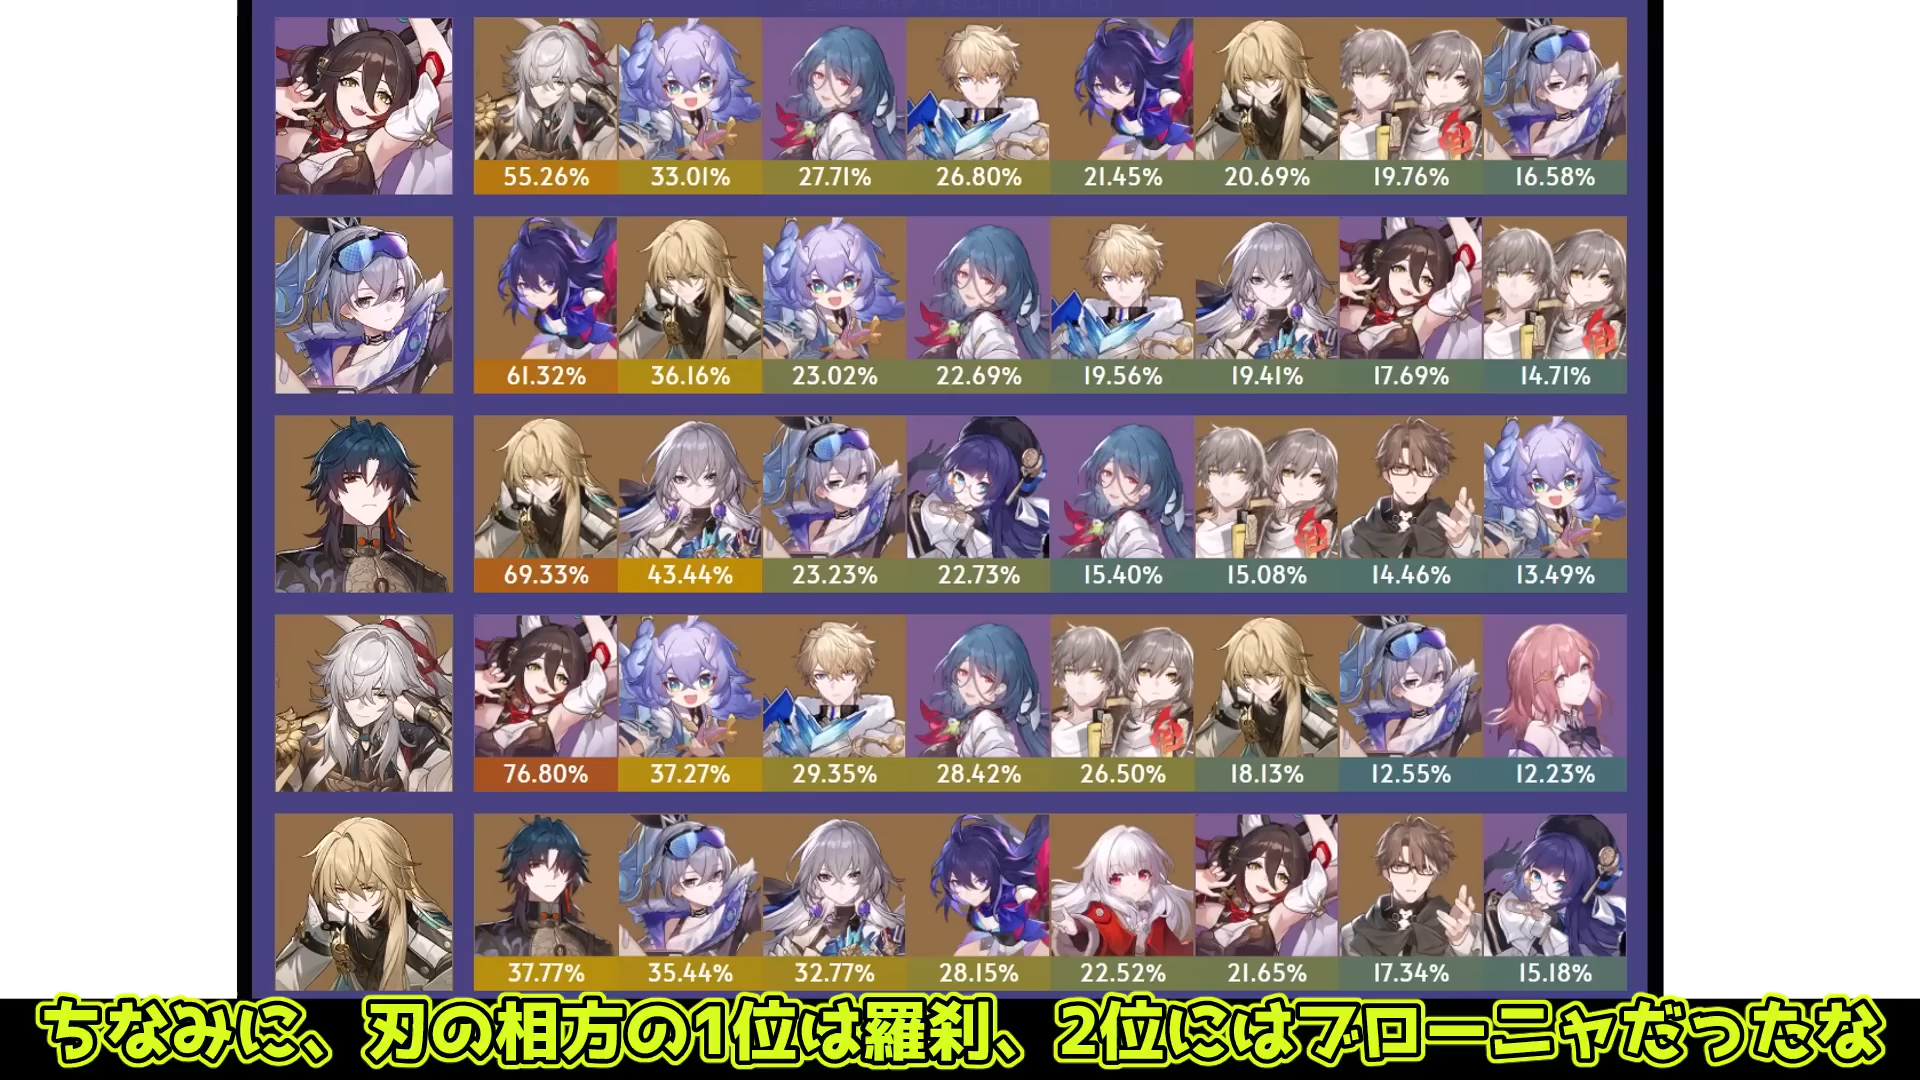 55.26% 33.01% 27.71% 26.80% 21.45% 20.69% 19.76% 16.58%
61.32% 36.16% 23.02% 22.69% 19.56% 19.41% 17.69% 14.71%
69.33% 43.44% 23.23% 22.73% 15.40% 15.08% 14.46% 13.49%
76.80% 37.27% 29.35% 28.42% 26.50% 18.13% 12.55% 12.23%
37.77% 35.44% 32.77% 28.15% 22.52% 21.65% 17.34% 15.18%
ちなみに、刃の相方の1位は羅刹、2位にはブローニャだったな